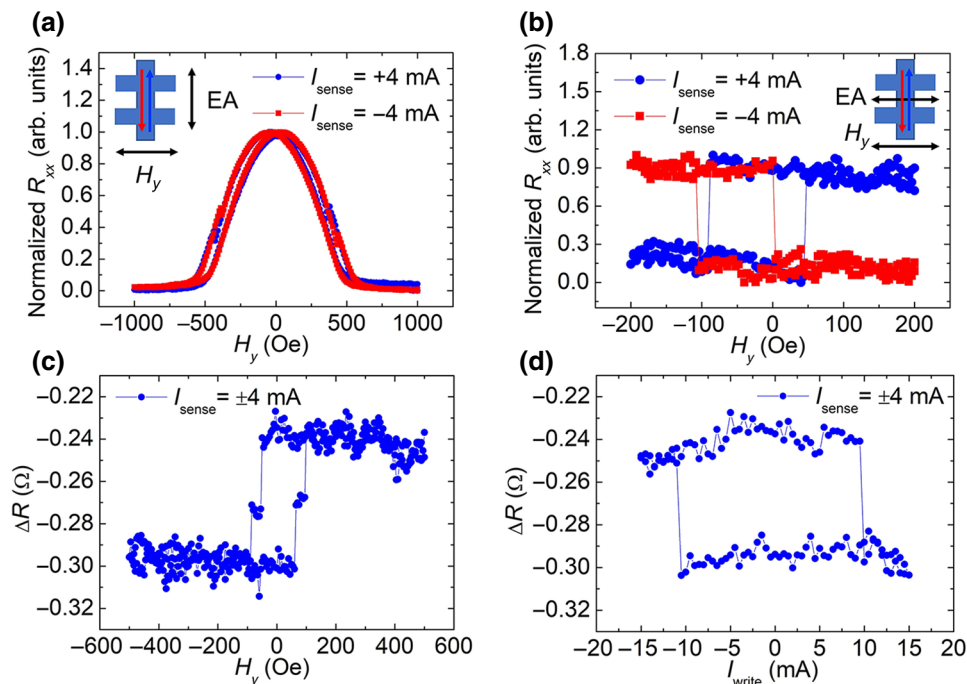 (a)
Normalized Rxx (arb. units)
1.4
1.2
1.0
0.8
0.6
0.4
0.2
0.0
EA
Hy
Isense = +4 mA
Isense = −4 mA
−1000 −500 0 500 1000
Hy (Oe)
(b)
Normalized Rxx (arb. units)
1.8
1.5
1.2
0.9
0.6
0.3
0.0
Isense = +4 mA
Isense = −4 mA
EA
Hy
−200 −100 0 100 200
Hy (Oe)
(c)
ΔR (Ω)
−0.22
−0.24
−0.26
−0.28
−0.30
−0.32
Isense = ±4 mA
−600 −400 −200 0 200 400 600
Hy (Oe)
(d)
ΔR (Ω)
−0.22
−0.24
−0.26
−0.28
−0.30
−0.32
Isense = ±4 mA
−20 −15 −10 −5 0 5 10 15 20
Iwrite (mA)